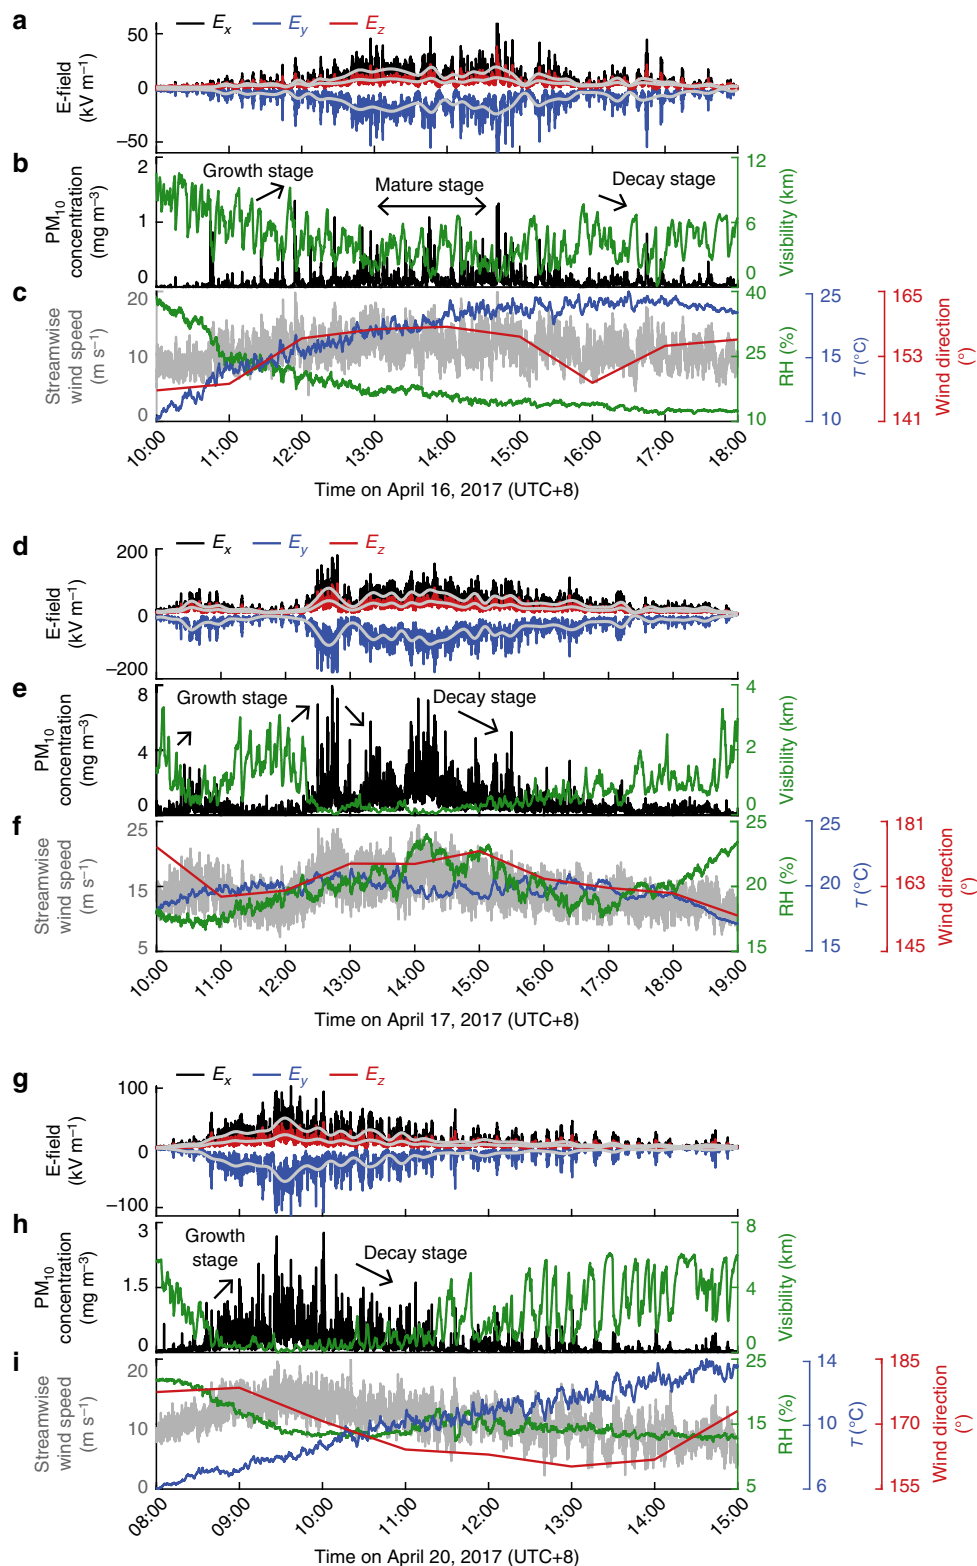 a
E_x E_y E_z
E-field
(kV m⁻¹)
50
0
−50
b
PM₁₀
concentration
(mg m⁻³)
2
1
0
Growth stage
Mature stage
Decay stage
12
6
0
Visibility (km)
c
Streamwise
wind speed
(m s⁻¹)
20
10
0
40
25
10
RH (%)
25
15
10
T (°C)
165
153
141
Wind direction
(°)
10:00 11:00 12:00 13:00 14:00 15:00 16:00 17:00 18:00
Time on April 16, 2017 (UTC+8)
d
E_x E_y E_z
E-field
(kV m⁻¹)
200
0
−200
e
PM₁₀
concentration
(mg m⁻³)
8
4
0
Growth stage
Decay stage
4
2
0
Visibility (km)
f
Streamwise
wind speed
(m s⁻¹)
25
15
5
25
20
15
RH (%)
25
20
15
T (°C)
181
163
145
Wind direction
(°)
10:00 11:00 12:00 13:00 14:00 15:00 16:00 17:00 18:00 19:00
Time on April 17, 2017 (UTC+8)
g
E_x E_y E_z
E-field
(kV m⁻¹)
100
0
−100
h
PM₁₀
concentration
(mg m⁻³)
3
1.5
0
Growth
stage
Decay stage
8
4
0
Visibility (km)
i
Streamwise
wind speed
(m s⁻¹)
20
10
0
25
15
5
RH (%)
14
10
6
T (°C)
185
170
155
Wind direction
(°)
08:00 09:00 10:00 11:00 12:00 13:00 14:00 15:00
Time on April 20, 2017 (UTC+8)